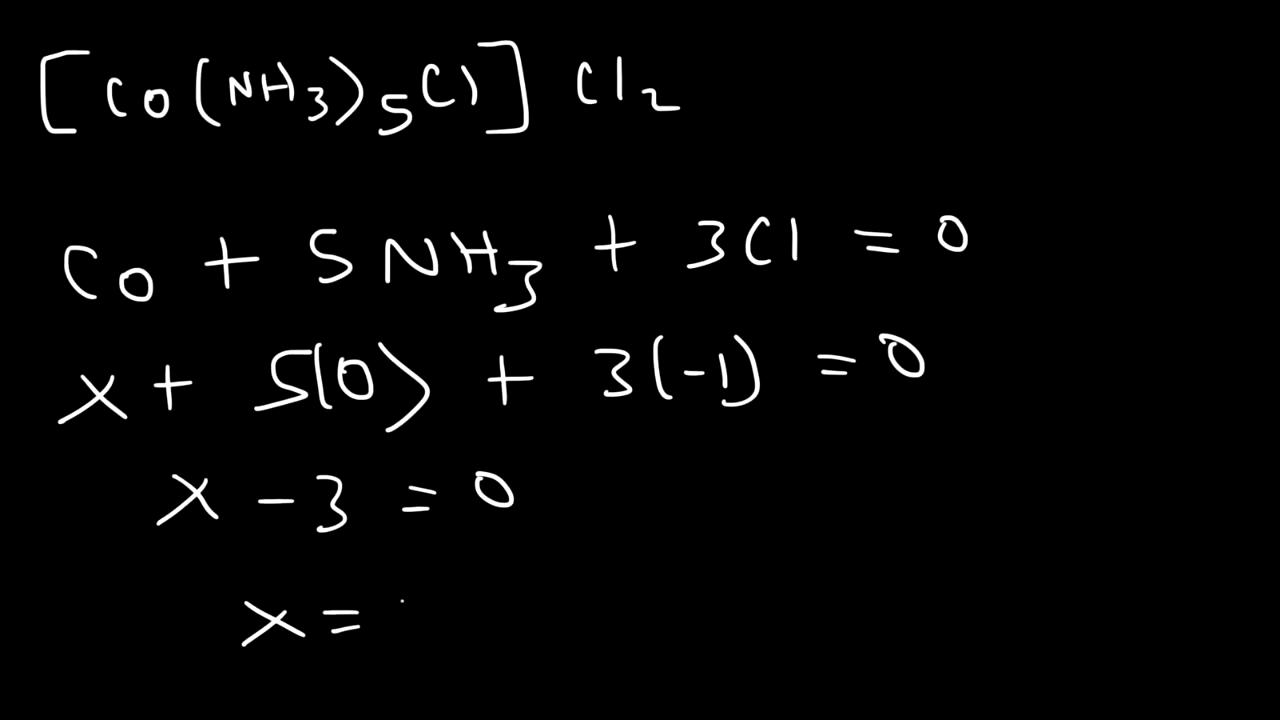 [Co(NH₃)₅Cl]Cl₂
Co + 5NH₃ + 3Cl = 0
x + 5(0) + 3(-1) = 0
x - 3 = 0
x =